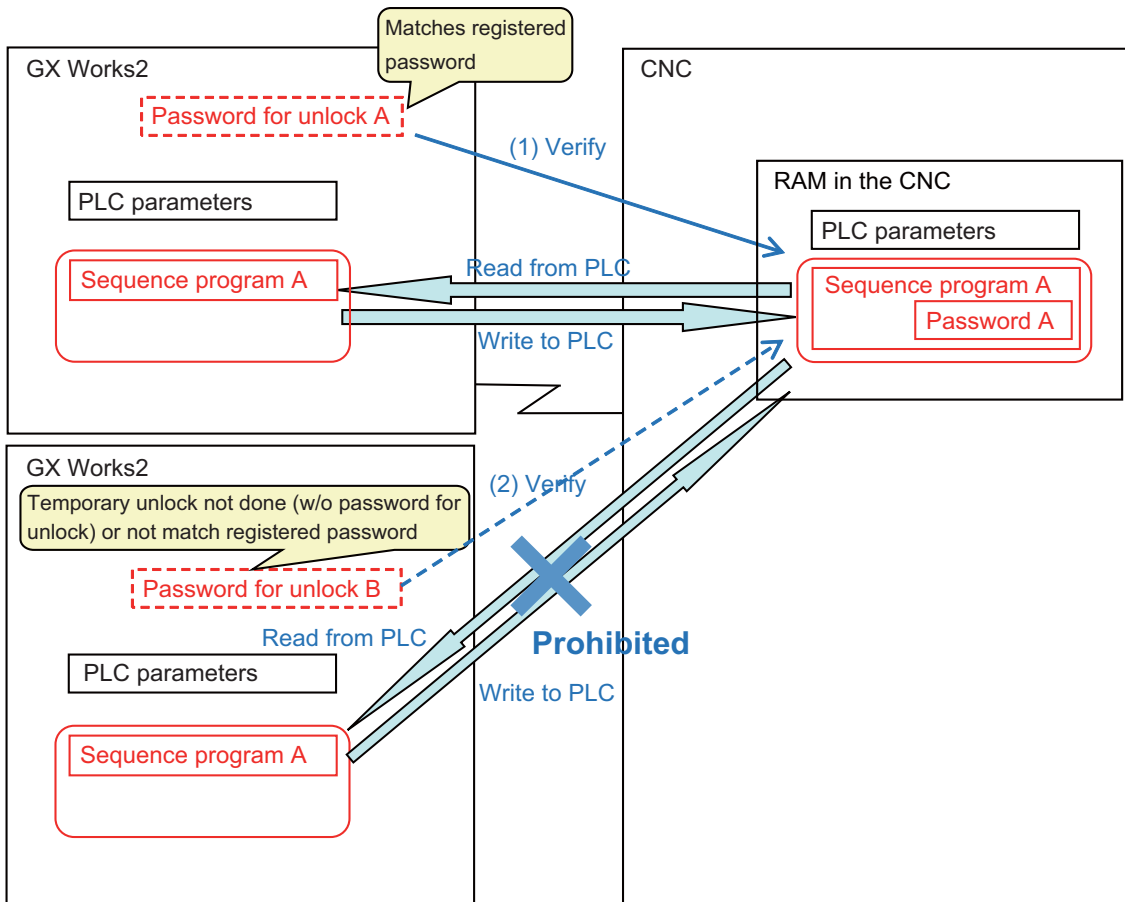 Matches registered
password
GX Works2
CNC
Password for unlock A
(1) Verify
RAM in the CNC
PLC parameters
PLC parameters
Read from PLC
Sequence program A
Sequence program A
Password A
Write to PLC
GX Works2
(2) Verify
Temporary unlock not done (w/o password for
unlock) or not match registered password
Password for unlock B
Read from PLC
Prohibited
PLC parameters
Write to PLC
Sequence program A